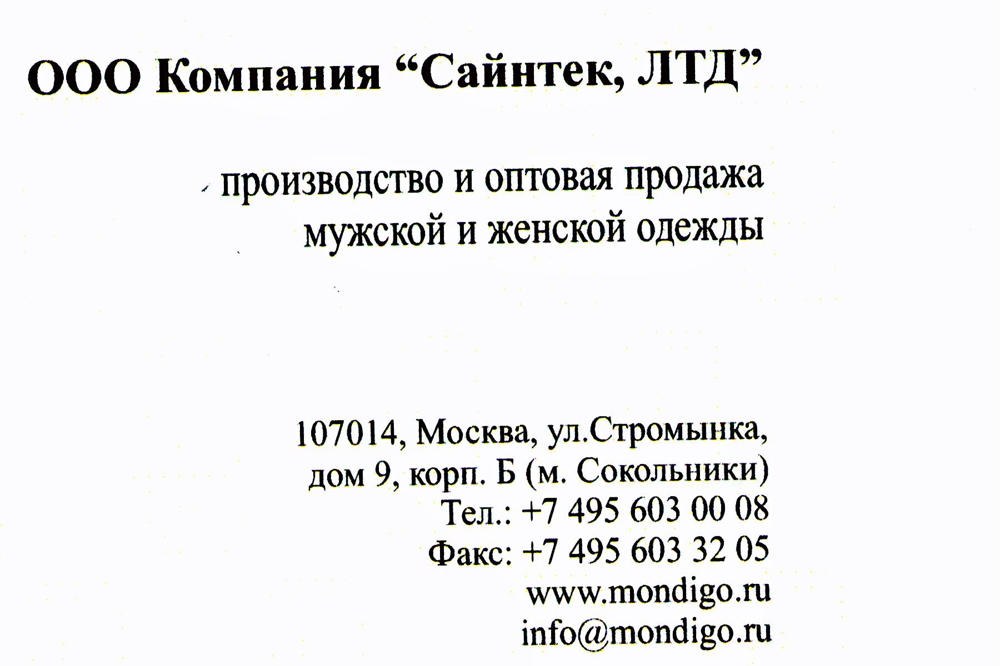 ООО Компания “Сайнтек, ЛТД”
производство и оптовая продажа
мужской и женской одежды
107014, Москва, ул.Стромынка,
дом 9, корп. Б (м. Сокольники)
Тел.: +7 495 603 00 08
Факс: +7 495 603 32 05
www.mondigo.ru
info@mondigo.ru